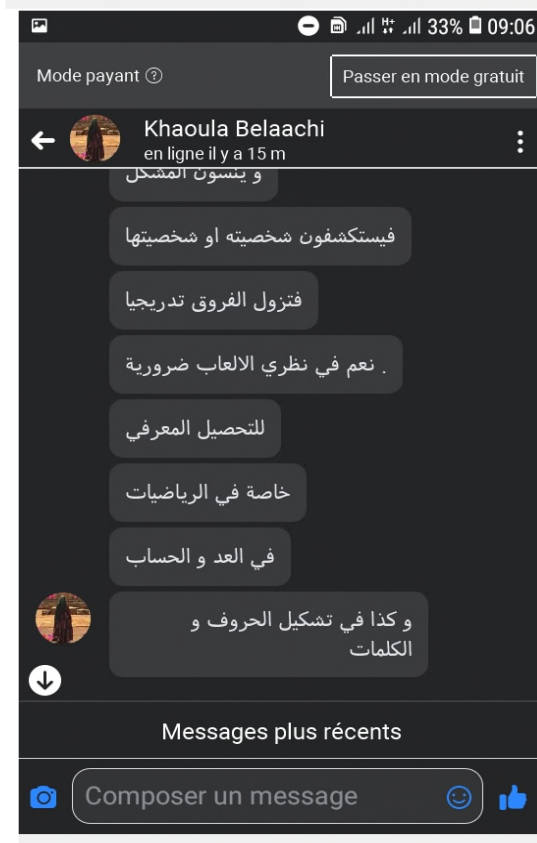 33% 09:06
Mode payant
Passer en mode gratuit
Khaoula Belaachi
en ligne il y a 15 m
و ينسون المشكل
فيستكشفون شخصيته او شخصيتها
فتزول الفروق تدريجيا
. نعم في نظري الالعاب ضرورية
للتحصيل المعرفي
خاصة في الرياضيات
في العد و الحساب
و كذا في تشكيل الحروف و
الكلمات
Messages plus récents
Composer un message